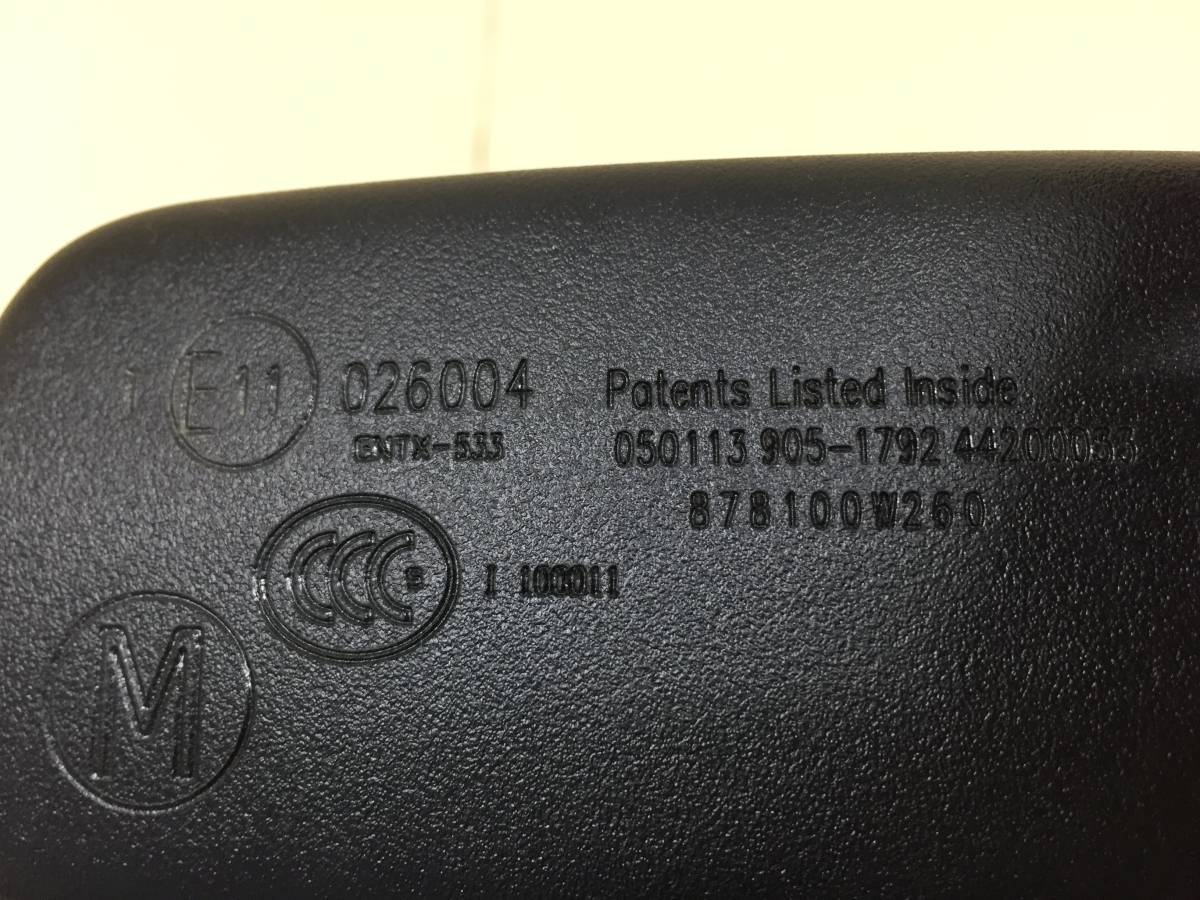 I E11 026004
Patents Listed Inside
GNTX-533
050113 905-1792 44200033
878100W260
CCC S I 100011
M